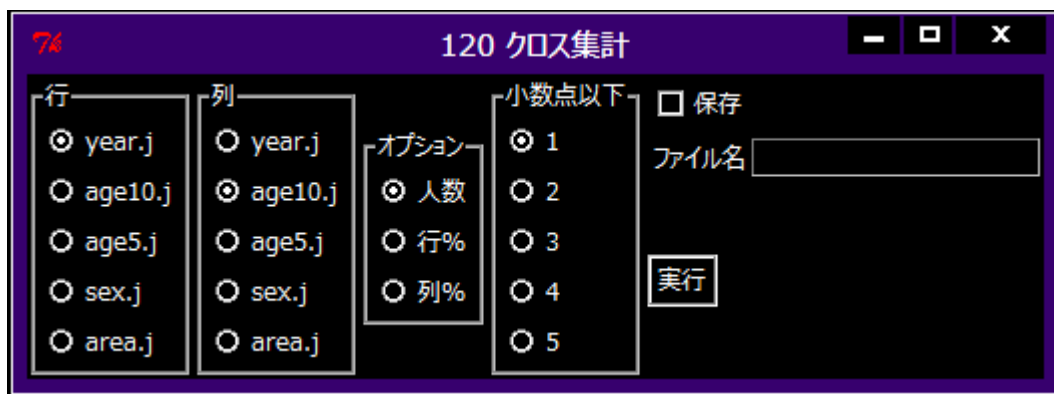 120 クロス集計
行
year.j
age10.j
age5.j
sex.j
area.j
列
year.j
age10.j
age5.j
sex.j
area.j
オプション
人数
行%
列%
小数点以下
1
2
3
4
5
保存
ファイル名
実行